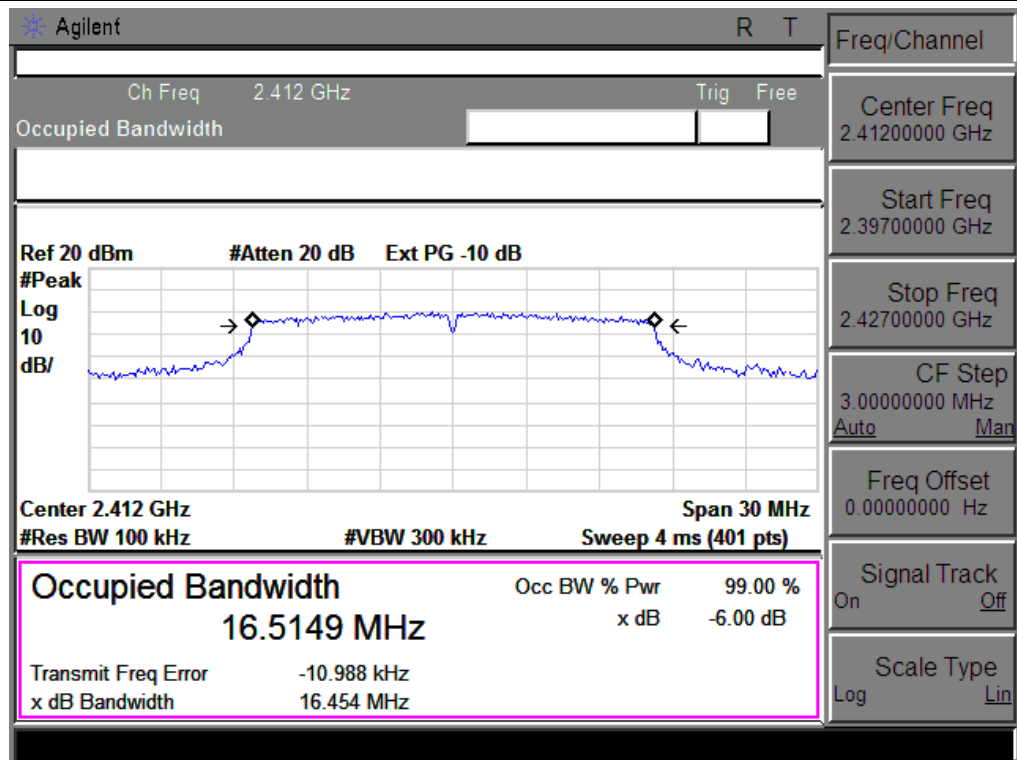 Agilent R T
Ch Freq 2.412 GHz Trig Free
Occupied Bandwidth
Ref 20 dBm #Atten 20 dB Ext PG -10 dB
#Peak
Log
10
dB/
Center 2.412 GHz Span 30 MHz
#Res BW 100 kHz #VBW 300 kHz Sweep 4 ms (401 pts)
Occupied Bandwidth Occ BW % Pwr 99.00 %
16.5149 MHz x dB -6.00 dB
Transmit Freq Error -10.988 kHz
x dB Bandwidth 16.454 MHz
Freq/Channel
Center Freq
2.41200000 GHz
Start Freq
2.39700000 GHz
Stop Freq
2.42700000 GHz
CF Step
3.00000000 MHz
Auto Man
Freq Offset
0.00000000 Hz
Signal Track
On Off
Scale Type
Log Lin